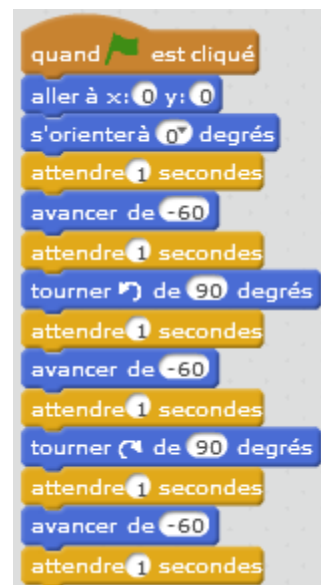 quand est cliqué
aller à x: 0 y: 0
s'orienterà 0 degrés
attendre 1 secondes
avancer de -60
attendre 1 secondes
tourner de 90 degrés
attendre 1 secondes
avancer de -60
attendre 1 secondes
tourner de 90 degrés
attendre 1 secondes
avancer de -60
attendre 1 secondes